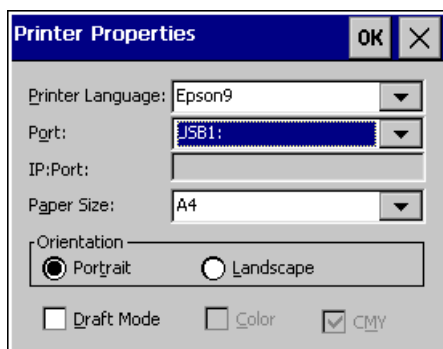 Printer Properties OK
Printer Language: Epson9
Port: JSB1:
IP:Port:
Paper Size: A4
Orientation
Portrait Landscape
Draft Mode Color CMY